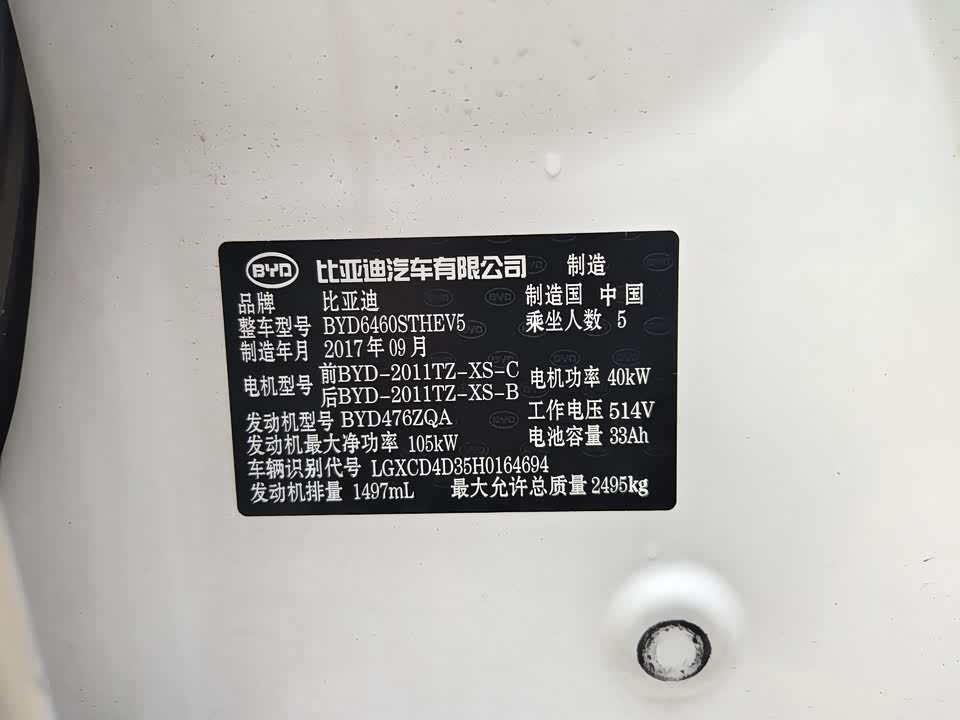 BYD 比亚迪汽车有限公司 制造
品牌 比亚迪 制造国 中国
整车型号 BYD6460STHEV5 乘坐人数 5
制造年月 2017年09月
电机型号 前BYD-2011TZ-XS-C 电机功率 40kW
后BYD-2011TZ-XS-B
发动机型号 BYD476ZQA 工作电压 514V
发动机最大净功率 105kW 电池容量 33Ah
车辆识别代号 LGXCD4D35H0164694
发动机排量 1497mL 最大允许总质量 2495kg